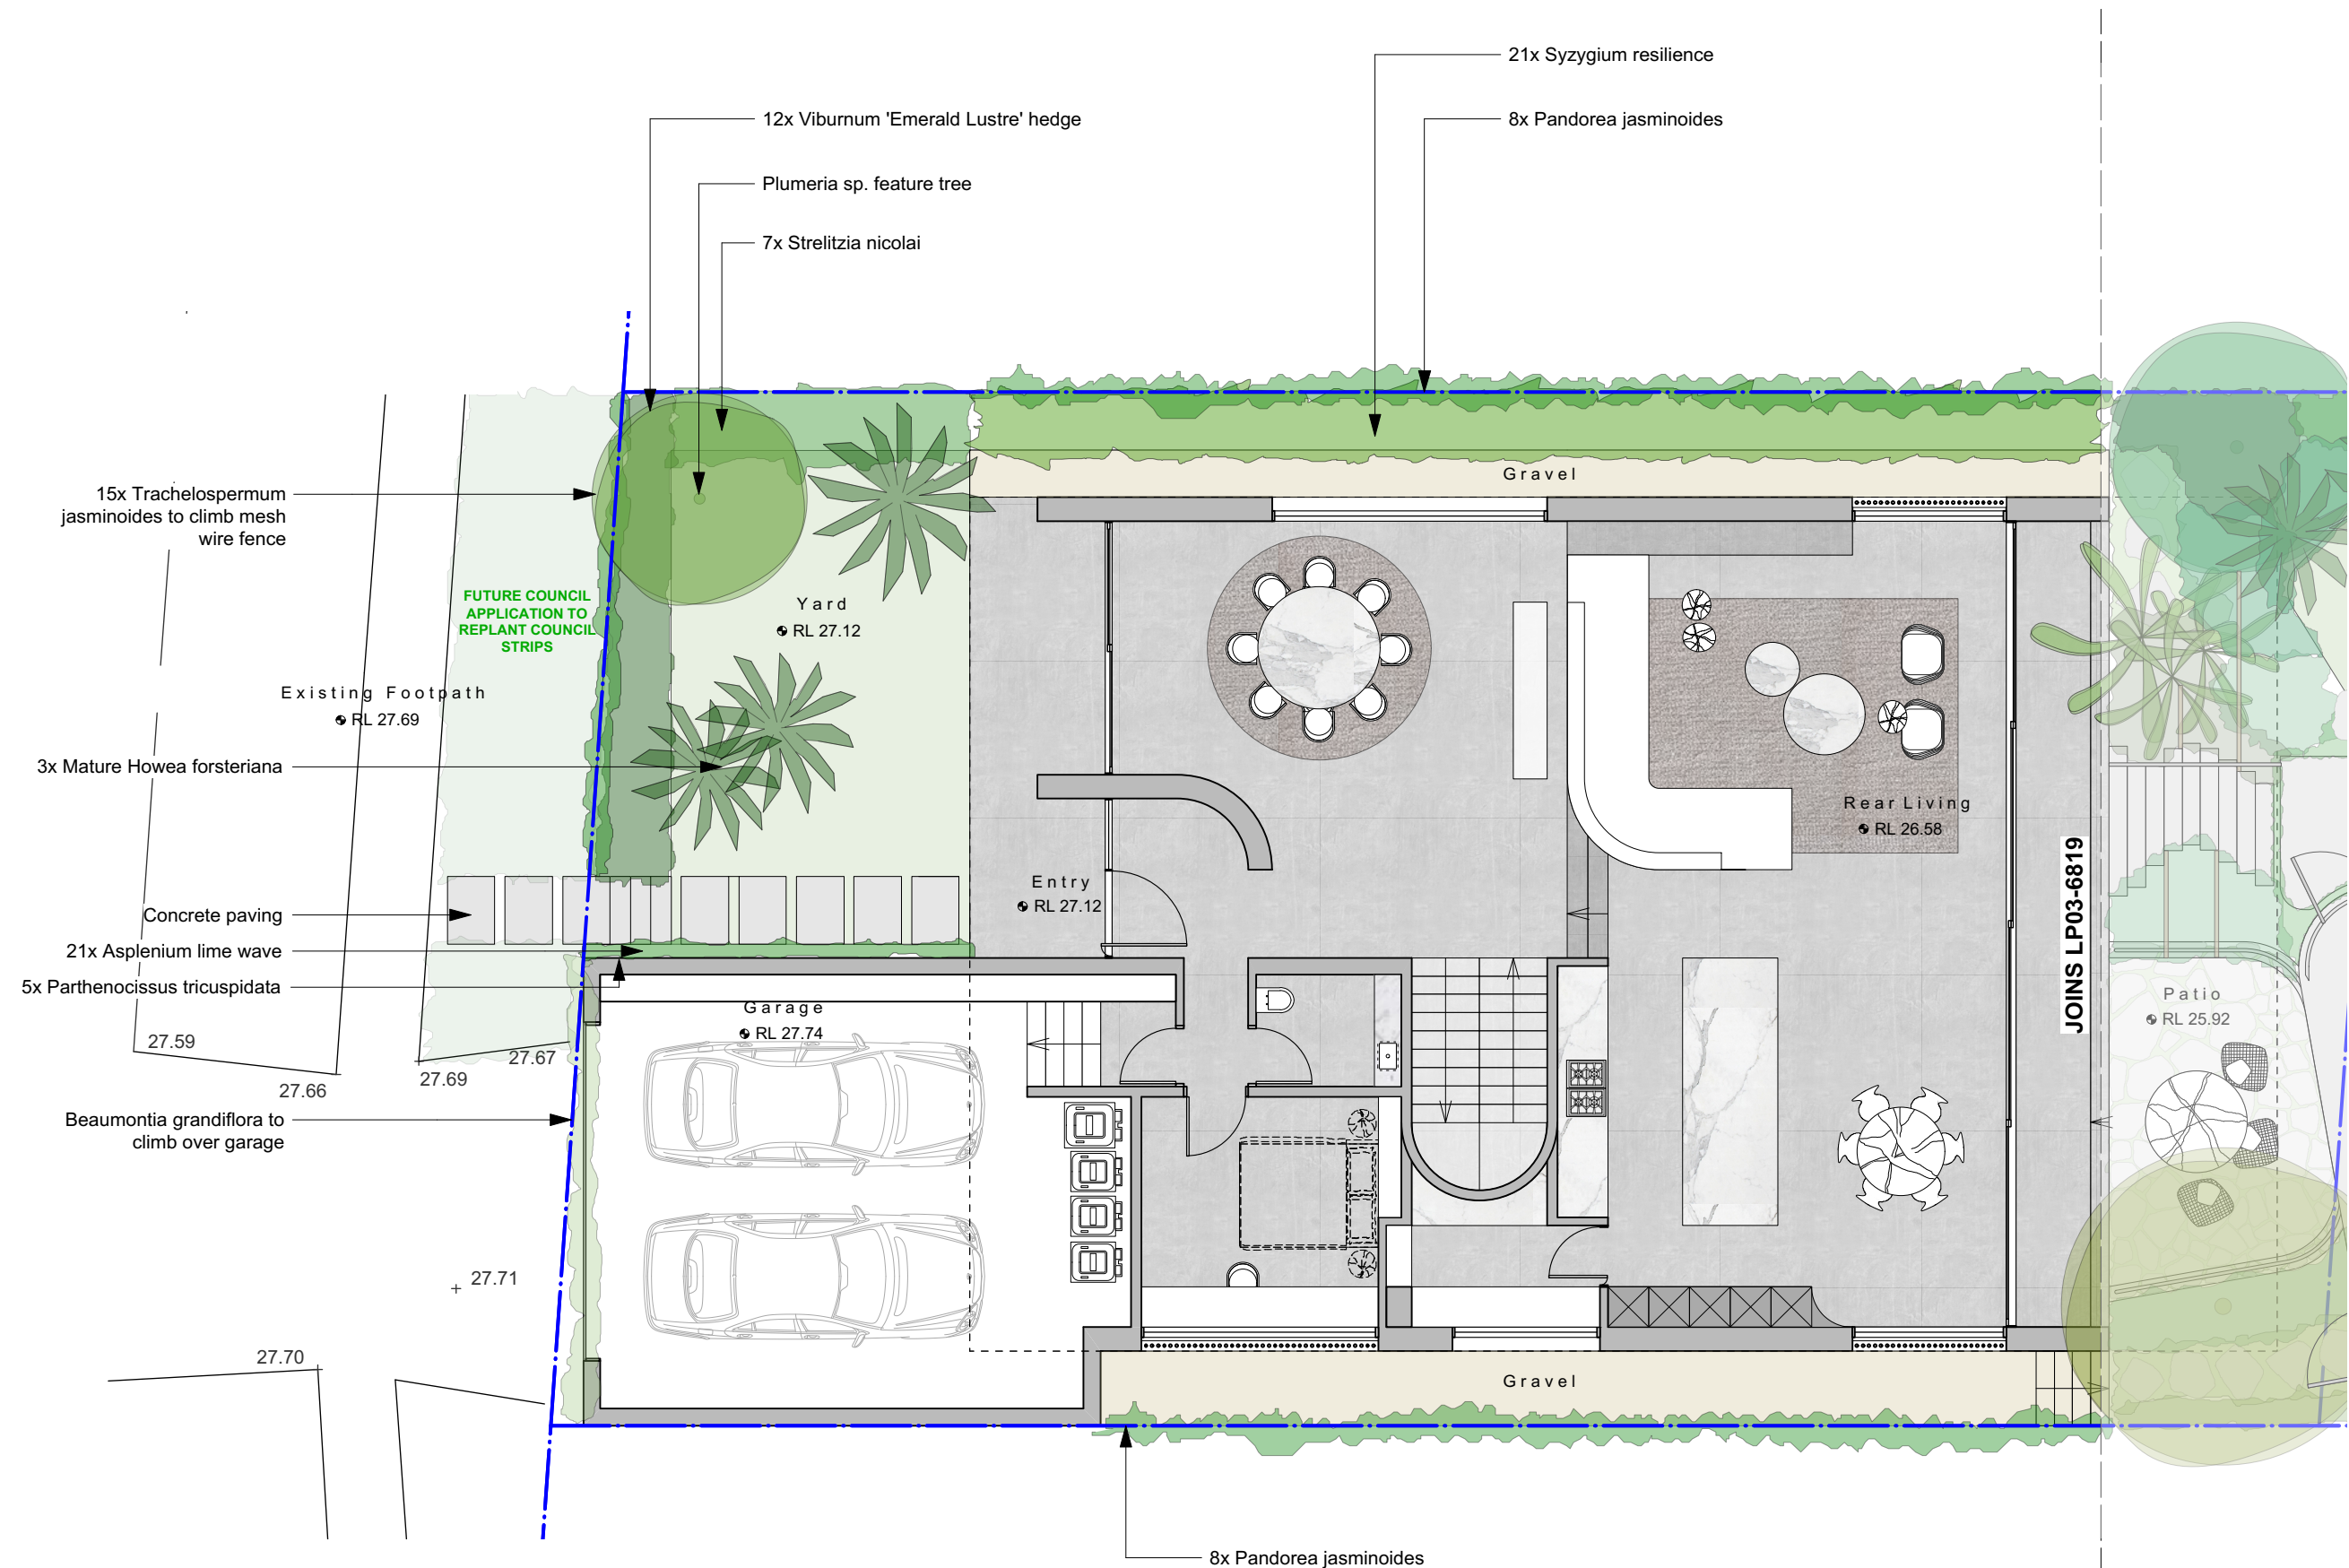 21x Syzygium resilience
12x Viburnum 'Emerald Lustre' hedge
8x Pandorea jasminoides
Plumeria sp. feature tree
7x Strelitzia nicolai
Gravel
15x Trachelospermum
jasminoides to climb mesh
wire fence
FUTURE COUNCIL
APPLICATION TO
REPLANT COUNCIL
STRIPS
Yard
RL 27.12
Existing Footpath
RL 27.69
3x Mature Howea forsteriana
Rear Living
RL 26.58
Entry
RL 27.12
Concrete paving
21x Asplenium lime wave
5x Parthenocissus tricuspidata
JOINS LP03-6819
Garage
RL 27.74
Patio
RL 25.92
27.59
27.67
27.69
27.66
Beaumontia grandiflora to
climb over garage
27.71
27.70
Gravel
8x Pandorea jasminoides